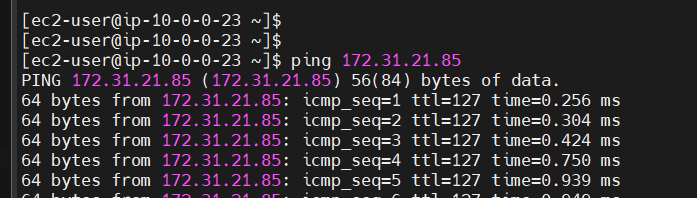 [ec2-user@ip-10-0-0-23 ~]$
[ec2-user@ip-10-0-0-23 ~]$
[ec2-user@ip-10-0-0-23 ~]$ ping 172.31.21.85
PING 172.31.21.85 (172.31.21.85) 56(84) bytes of data.
64 bytes from 172.31.21.85: icmp_seq=1 ttl=127 time=0.256 ms
64 bytes from 172.31.21.85: icmp_seq=2 ttl=127 time=0.304 ms
64 bytes from 172.31.21.85: icmp_seq=3 ttl=127 time=0.424 ms
64 bytes from 172.31.21.85: icmp_seq=4 ttl=127 time=0.750 ms
64 bytes from 172.31.21.85: icmp_seq=5 ttl=127 time=0.939 ms
64 bytes from 172.31.21.85: icmp_seq=6 ttl=127